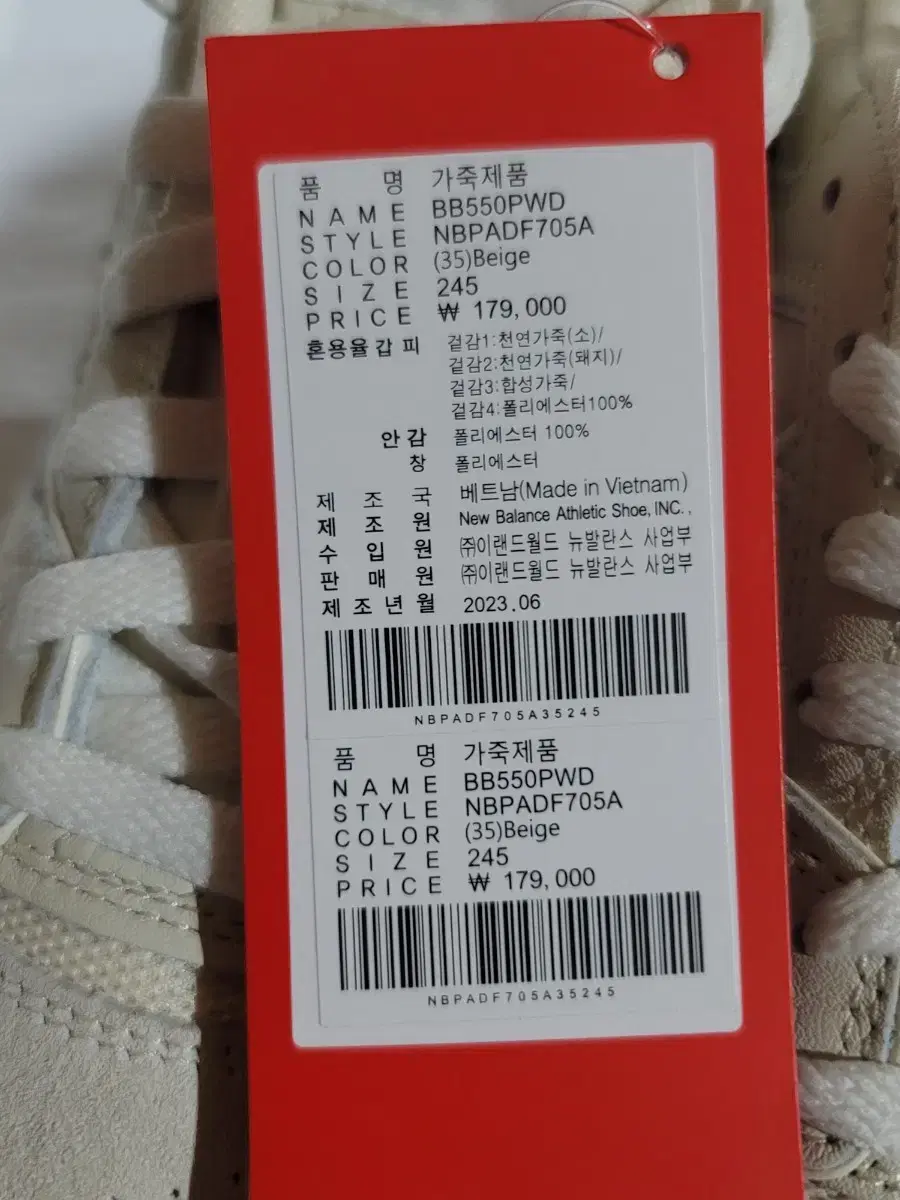 품 명 가죽제품
NAME BB550PWD
STYLE NBPADF705A
COLOR (35)Beige
SIZE 245
PRICE ₩ 179,000
혼용율갑피 겉감1:천연가죽(소)/
겉감2:천연가죽(돼지)/
겉감3:합성가죽/
겉감4:폴리에스터100%
안감 폴리에스터 100%
창 폴리에스터
제조국 베트남(Made in Vietnam)
제조원 New Balance Athletic Shoe, INC. ,
수입원 ㈜이랜드월드 뉴발란스 사업부
판매원 ㈜이랜드월드 뉴발란스 사업부
제조년월 2023.06
NBPADF705A35245
품 명 가죽제품
NAME BB550PWD
STYLE NBPADF705A
COLOR (35)Beige
SIZE 245
PRICE ₩ 179,000
NBPADF705A35245